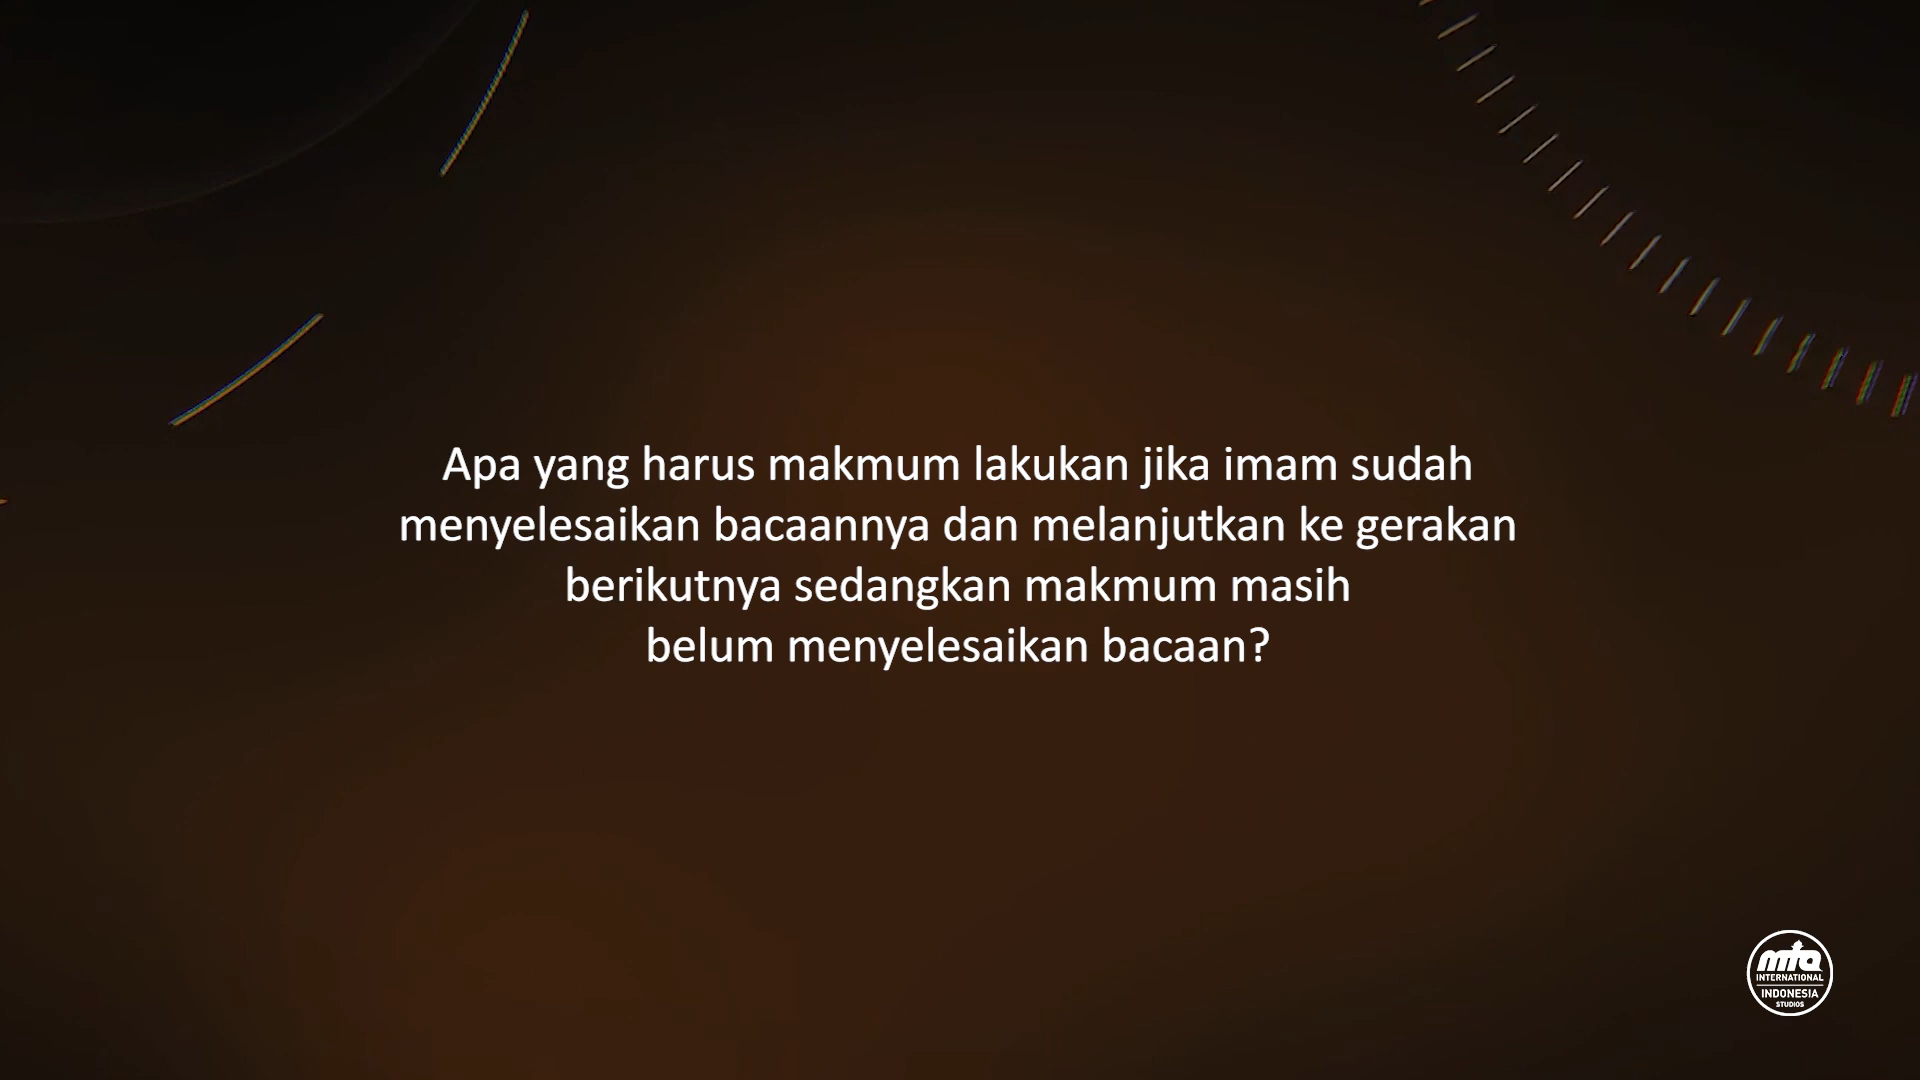 Apa yang harus makmum lakukan jika imam sudah
menyelesaikan bacaannya dan melanjutkan ke gerakan
berikutnya sedangkan makmum masih
belum menyelesaikan bacaan?
mta
INTERNATIONAL
INDONESIA
STUDIOS